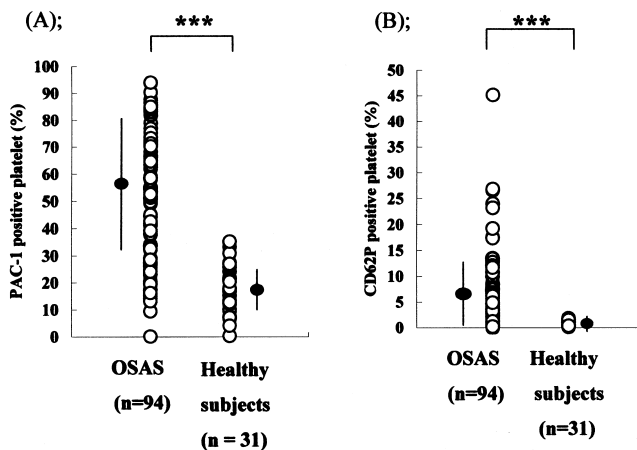 (A);
***
PAC-1 positive platelet (%)
100
90
80
70
60
50
40
30
20
10
0
OSAS
(n=94)
Healthy
subjects
(n = 31)
(B);
***
CD62P positive platelet (%)
50
45
40
35
30
25
20
15
10
5
0
OSAS
(n=94)
Healthy
subjects
(n=31)